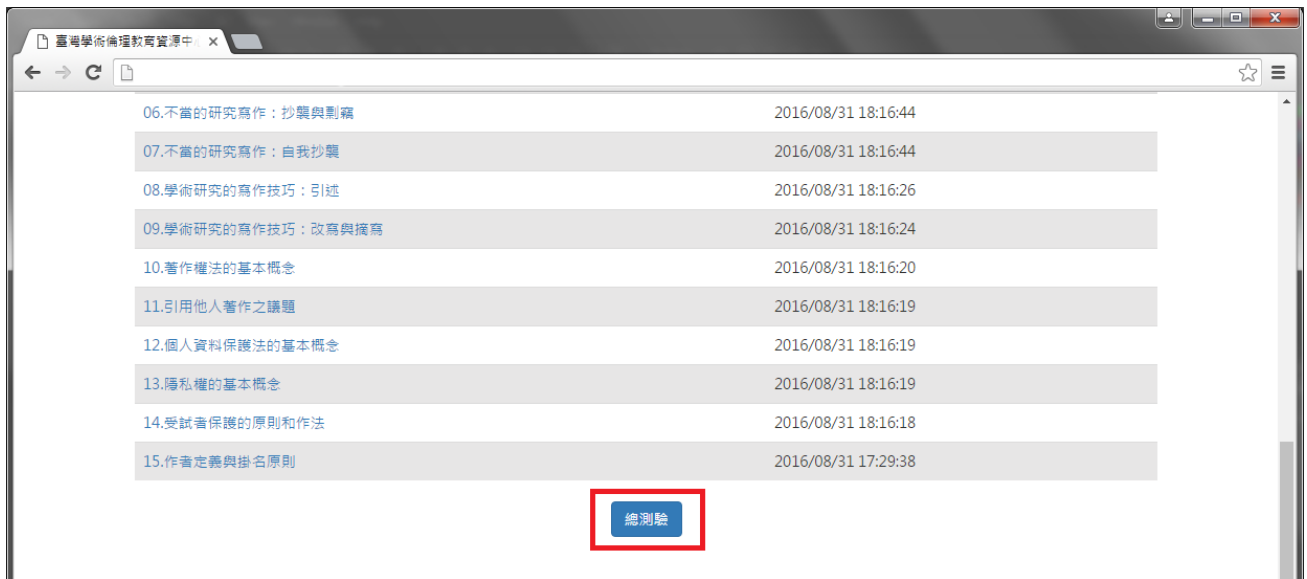 臺灣學術倫理教育資源中
06.不當的研究寫作：抄襲與剽竊 2016/08/31 18:16:44
07.不當的研究寫作：自我抄襲 2016/08/31 18:16:44
08.學術研究的寫作技巧：引述 2016/08/31 18:16:26
09.學術研究的寫作技巧：改寫與摘寫 2016/08/31 18:16:24
10.著作權法的基本概念 2016/08/31 18:16:20
11.引用他人著作之議題 2016/08/31 18:16:19
12.個人資料保護法的基本概念 2016/08/31 18:16:19
13.隱私權的基本概念 2016/08/31 18:16:19
14.受試者保護的原則和作法 2016/08/31 18:16:18
15.作者定義與掛名原則 2016/08/31 17:29:38
總測驗